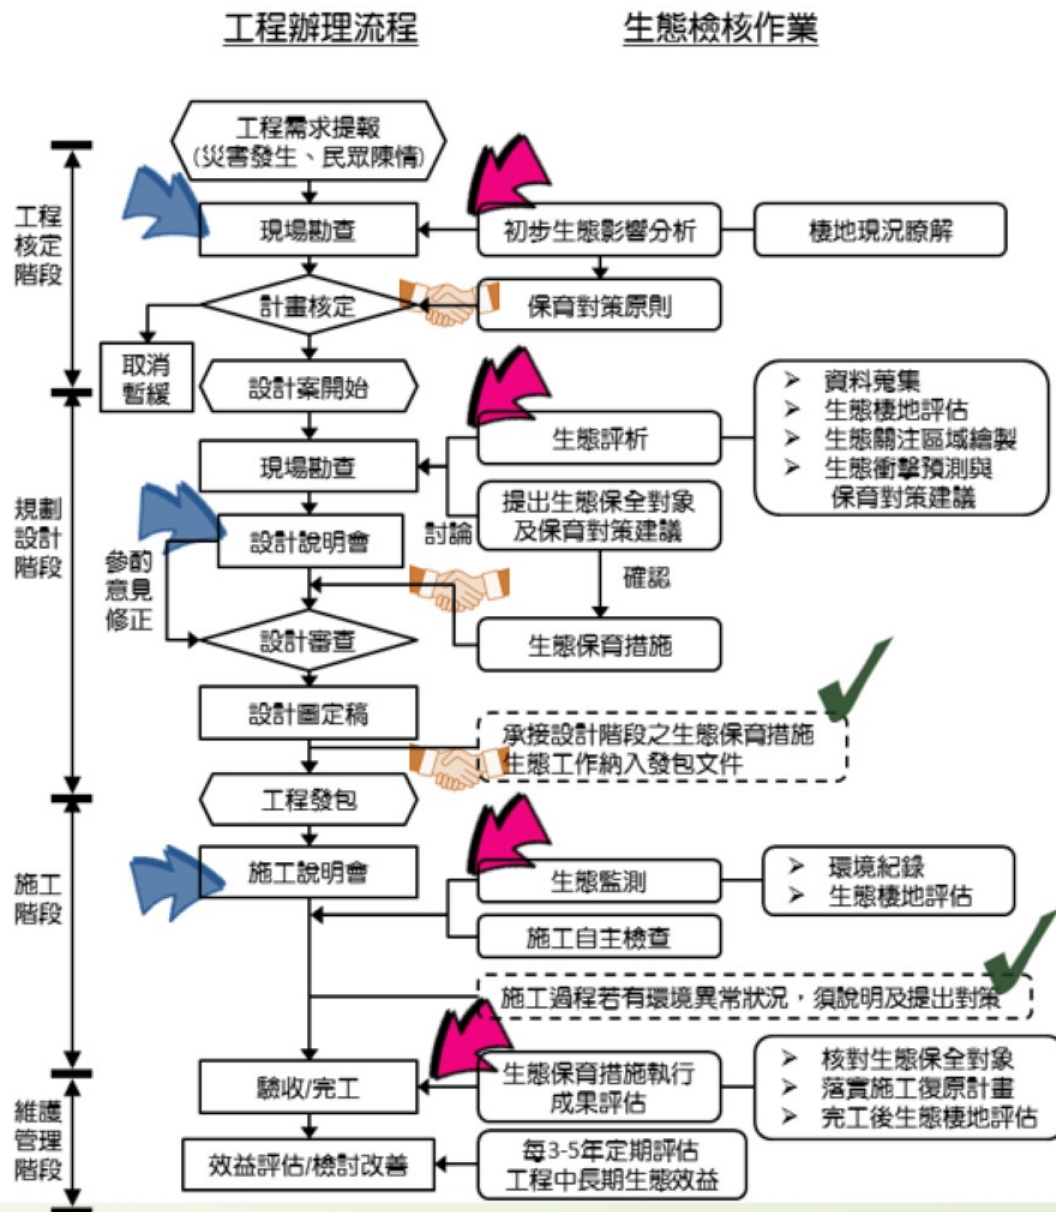 工程辦理流程
生態檢核作業
工程
核定
階段
工程需求提報
(災害發生、民眾陳情)
現場勘查
初步生態影響分析
棲地現況瞭解
計畫核定
保育對策原則
取消
暫緩
規劃
設計
階段
設計案開始
生態評析
➢ 資料蒐集
➢ 生態棲地評估
➢ 生態關注區域繪製
➢ 生態衝擊預測與
保育對策建議
現場勘查
提出生態保全對象
及保育對策建議
討論
設計說明會
參酌
意見
修正
確認
設計審查
生態保育措施
設計圖定稿
承接設計階段之生態保育措施
生態工作納入發包文件
施工
階段
工程發包
施工說明會
生態監測
➢ 環境紀錄
➢ 生態棲地評估
施工自主檢查
施工過程若有環境異常狀況，須說明及提出對策
維護
管理
階段
驗收/完工
生態保育措施執行
成果評估
➢ 核對生態保全對象
➢ 落實施工復原計畫
➢ 完工後生態棲地評估
效益評估/檢討改善
每3-5年定期評估
工程中長期生態效益